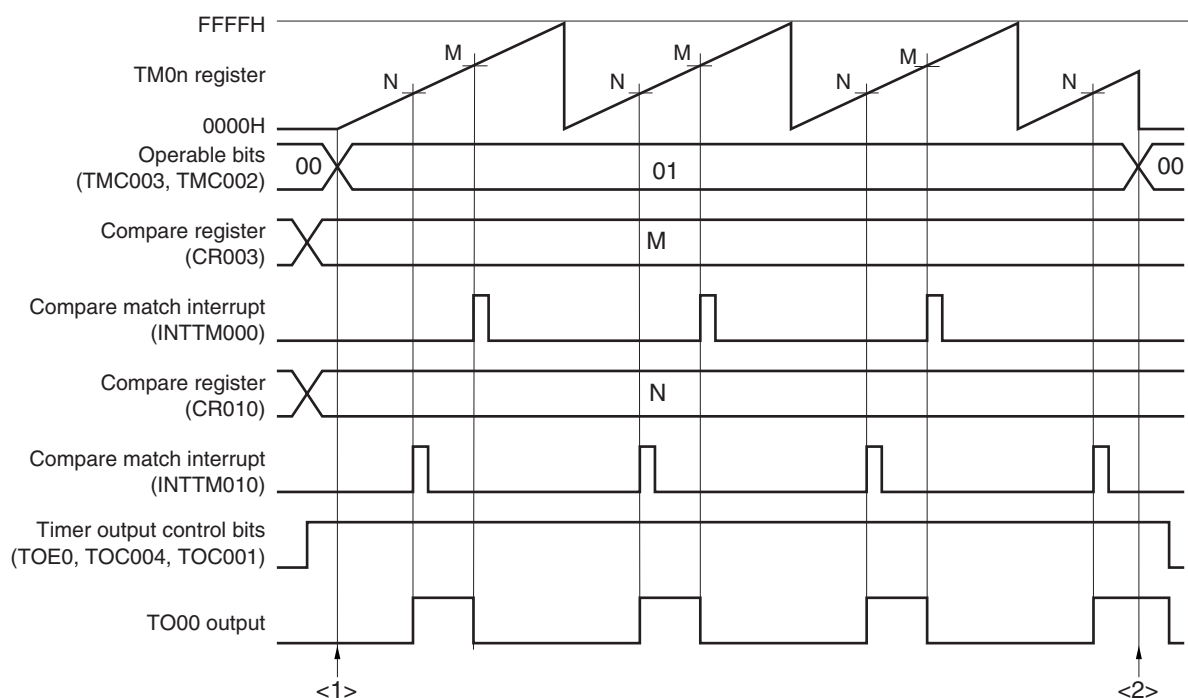 FFFFH
TM0n register
0000H
N M N M N M N
Operable bits
(TMC003, TMC002)
00 01 00
Compare register
(CR003)
M
Compare match interrupt
(INTTM000)
Compare register
(CR010)
N
Compare match interrupt
(INTTM010)
Timer output control bits
(TOE0, TOC004, TOC001)
TO00 output
<1> <2>